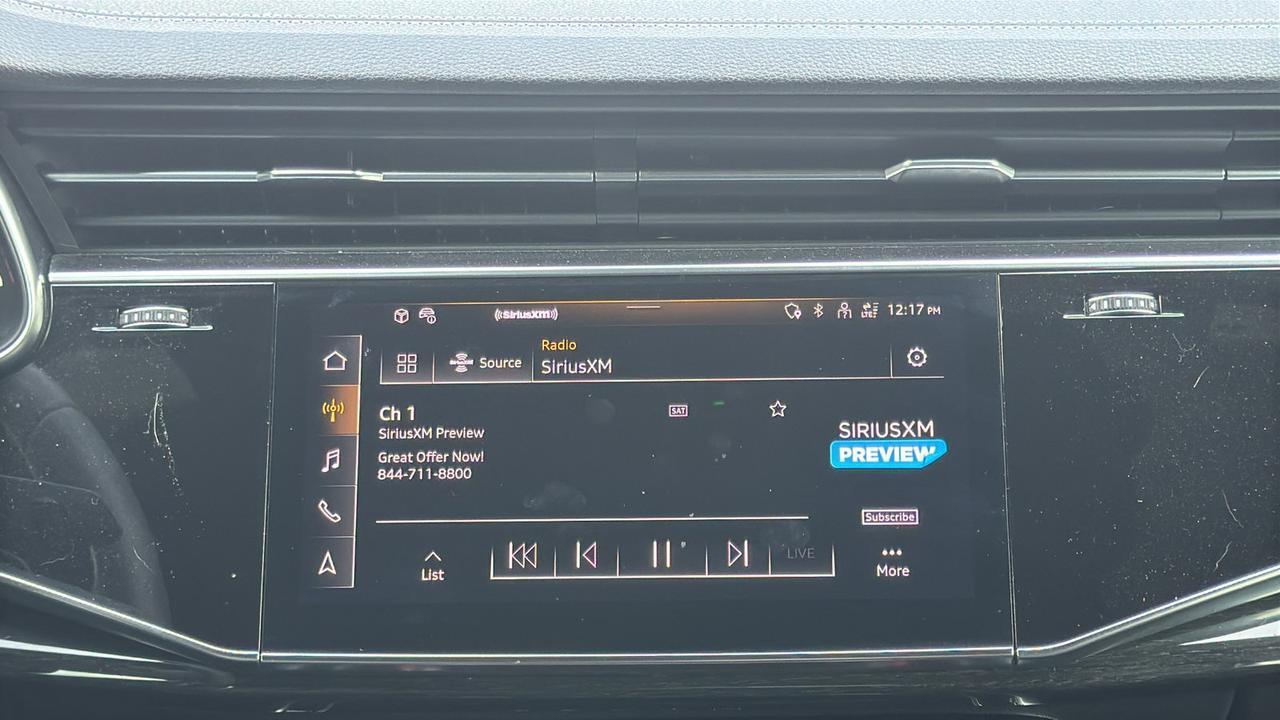 SiriusXM
LTE
12:17 PM
Source
Radio
SiriusXM
Ch 1
SAT
SiriusXM Preview
Great Offer Now!
844-711-8800
SIRIUSXM
PREVIEW
Subscribe
List
LIVE
More